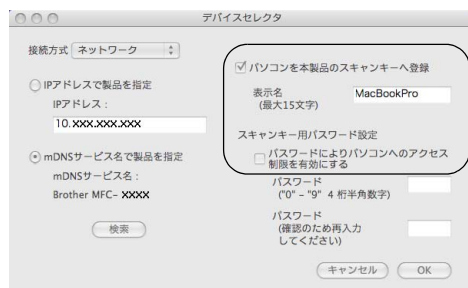 デバイスセレクタ
接続方式 ネットワーク
IPアドレスで製品を指定
IPアドレス：
10.xxx.xxx.xxx
mDNSサービス名で製品を指定
mDNSサービス名：
Brother MFC- XXXX
検索
パソコンを本製品のスキャンキーへ登録
表示名 MacBookPro
(最大15文字)
スキャンキー用パスワード設定
パスワードによりパソコンへのアクセス
制限を有効にする
パスワード
("0" – "9" 4 桁半角数字)
パスワード
(確認のため再入力
してください)
キャンセル OK